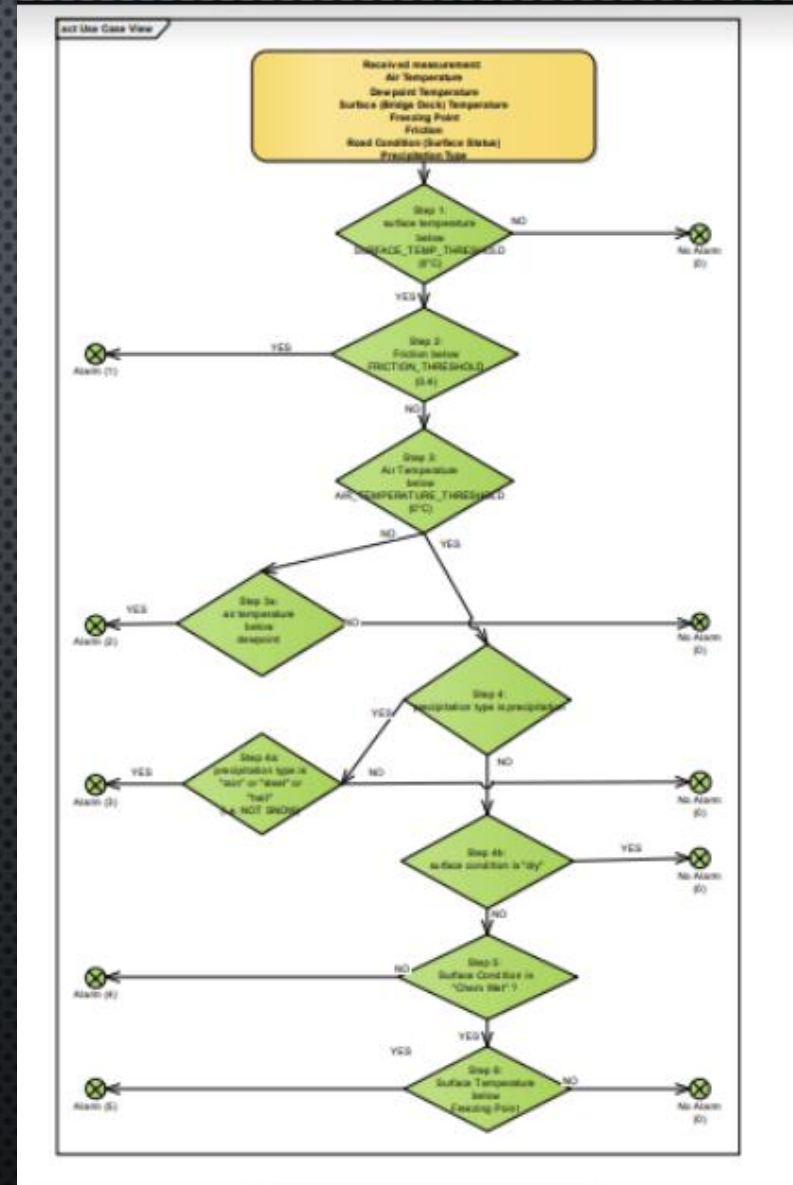 act Use Case View
Received measurement:
Air Temperature
Dewpoint Temperature
Surface (Bridge Deck) Temperature
Freezing Point
Friction
Road Condition (Surface Status)
Precipitation Type
Step 1:
surface temperature
below
SURFACE_TEMP_THRESHOLD
(0°C)
NO
No Alarm
(0)
YES
Step 2:
Friction below
FRICTION_THRESHOLD
YES
Alarm (1)
NO
Step 3:
Air Temperature
below
AIR_TEMPERATURE_THRESHOLD
(0°C)
NO
YES
Step 3a:
air temperature
below
dewpoint
YES
Alarm (2)
NO
No Alarm
(0)
Step 4:
precipitation type is precipitation
YES
NO
Step 4a:
precipitation type is
or "sleet" or
"hail"
(i.e. NOT SNOW)
YES
Alarm (3)
NO
No Alarm
(0)
Step 4b:
surface condition is "dry"
YES
No Alarm
(0)
NO
Step 5:
Surface Condition is
"Chem Wet" ?
NO
Alarm (4)
YES
Step 6:
Surface Temperature
below
Freezing Point
YES
Alarm (5)
NO
No Alarm
(0)